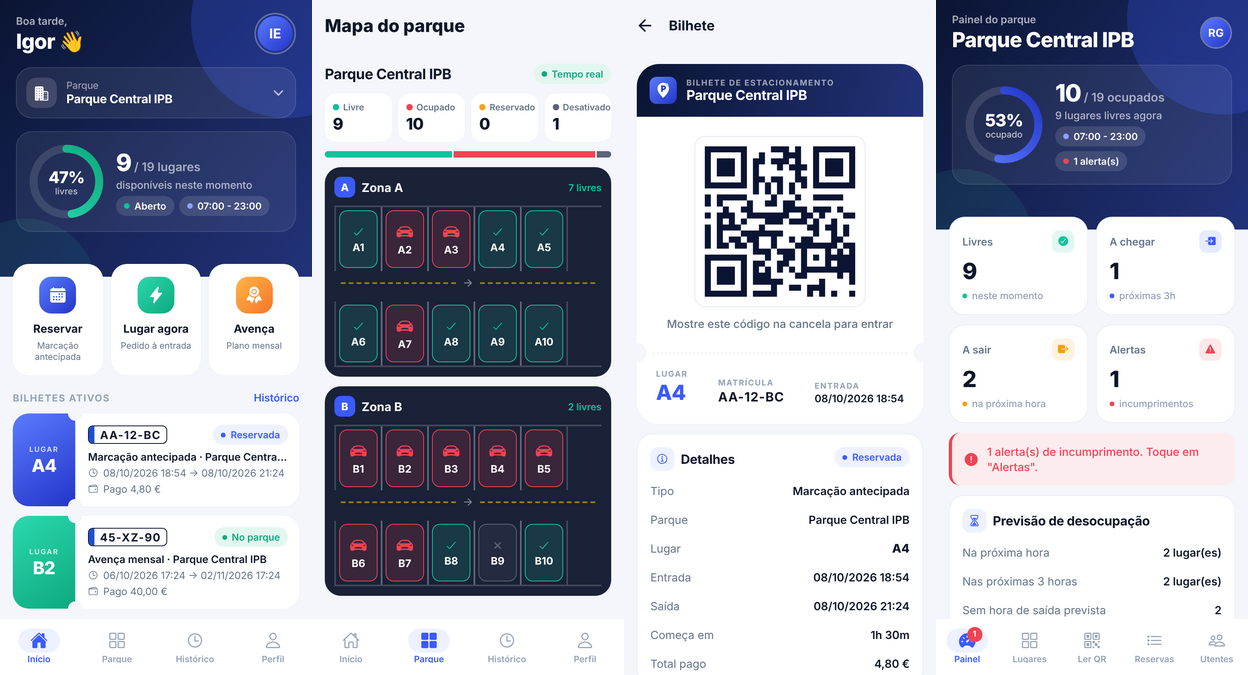 Boa tarde,
Igor 👋
IE
Parque
Parque Central IPB
47%
livres
9 / 19 lugares
disponíveis neste momento
Aberto
07:00 - 23:00
Reservar
Marcação
antecipada
Lugar agora
Pedido à entrada
Avença
Plano mensal
BILHETES ATIVOS
Histórico
LUGAR
A4
AA-12-BC
Reservada
Marcação antecipada · Parque Centra...
08/10/2026 18:54 → 08/10/2026 21:24
Pago 4,80 €
LUGAR
B2
45-XZ-90
No parque
Avença mensal · Parque Central IPB
06/10/2026 17:24 → 02/11/2026 17:24
Pago 40,00 €
Início
Parque
Histórico
Perfil
Mapa do parque
Parque Central IPB
Tempo real
Livre
9
Ocupado
10
Reservado
0
Desativado
1
A
Zona A
7 livres
A1
A2
A3
A4
A5
A6
A7
A8
A9
A10
B
Zona B
2 livres
B1
B2
B3
B4
B5
B6
B7
B8
B9
B10
Início
Parque
Histórico
Perfil
Bilhete
P
BILHETE DE ESTACIONAMENTO
Parque Central IPB
Mostre este código na cancela para entrar
LUGAR
A4
MATRÍCULA
AA-12-BC
ENTRADA
08/10/2026 18:54
Detalhes
Reservada
Tipo
Marcação antecipada
Parque
Parque Central IPB
Lugar
A4
Entrada
08/10/2026 18:54
Saída
08/10/2026 21:24
Começa em
1h 30m
Total pago
4,80 €
Painel do parque
Parque Central IPB
RG
53%
ocupado
10 / 19 ocupados
9 lugares livres agora
07:00 - 23:00
1 alerta(s)
Livres
9
neste momento
A chegar
1
próximas 3h
A sair
2
na próxima hora
Alertas
1
incumprimentos
1 alerta(s) de incumprimento. Toque em
"Alertas".
Previsão de desocupação
Na próxima hora
2 lugar(es)
Nas próximas 3 horas
2 lugar(es)
Sem hora de saída prevista
2
1
Painel
Lugares
Ler QR
Reservas
Utentes